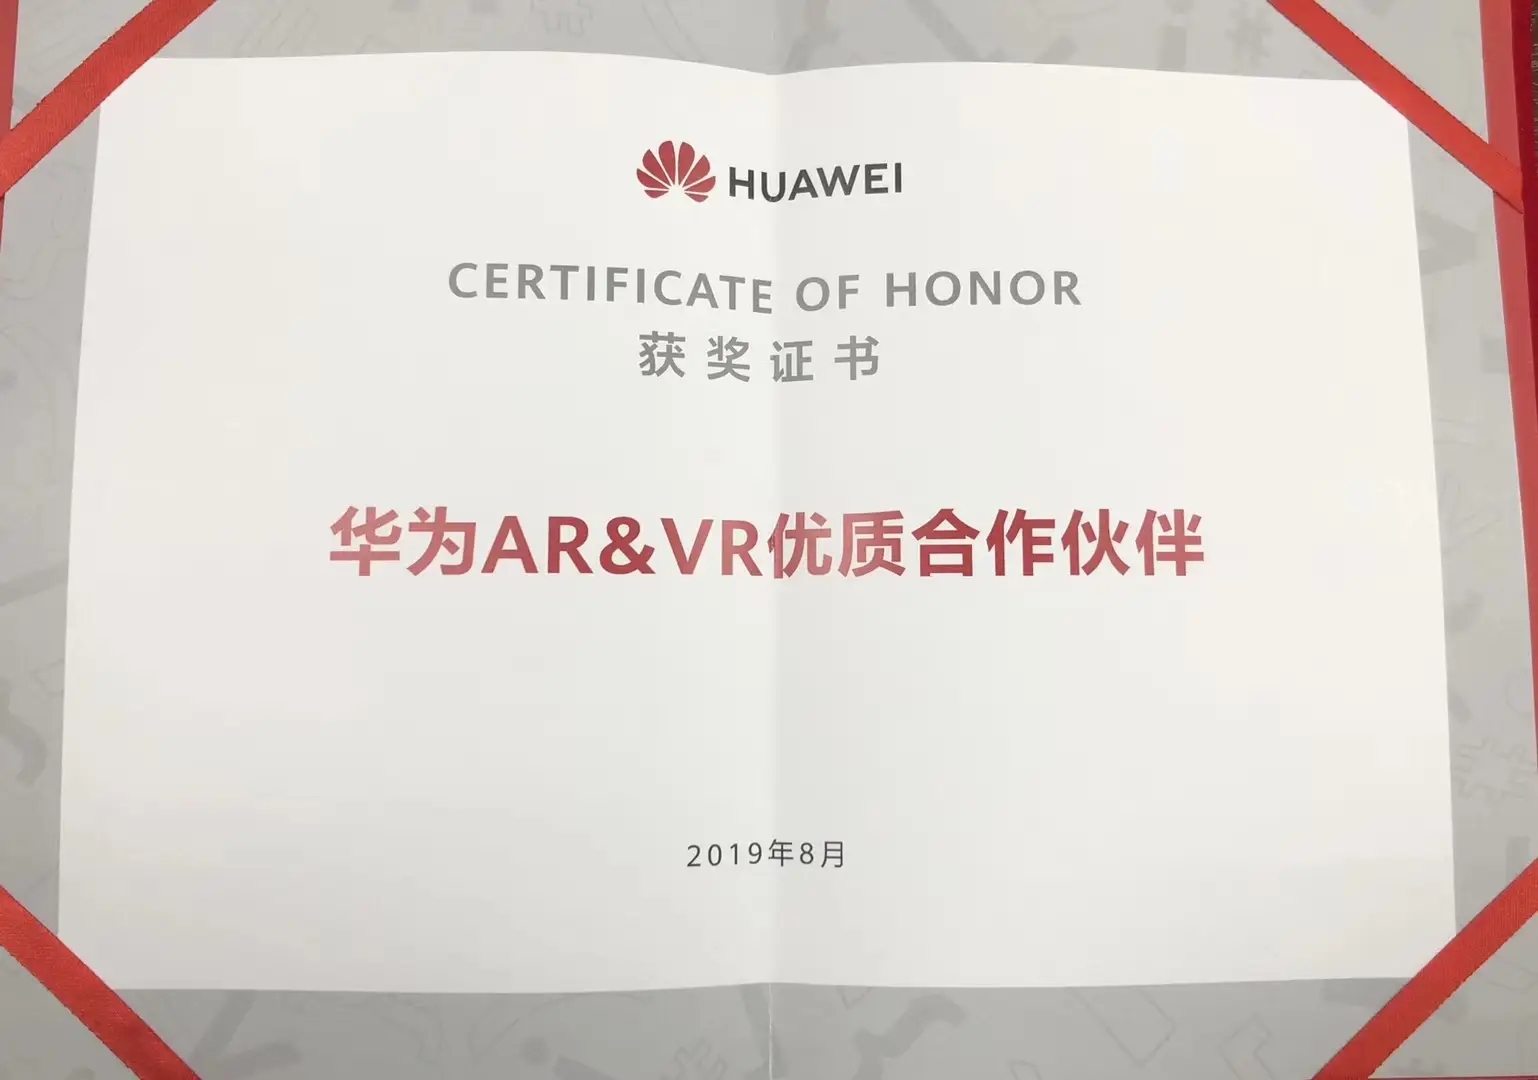 HUAWEI
CERTIFICATE OF HONOR
获奖证书
华为AR&VR优质合作伙伴
2019年8月